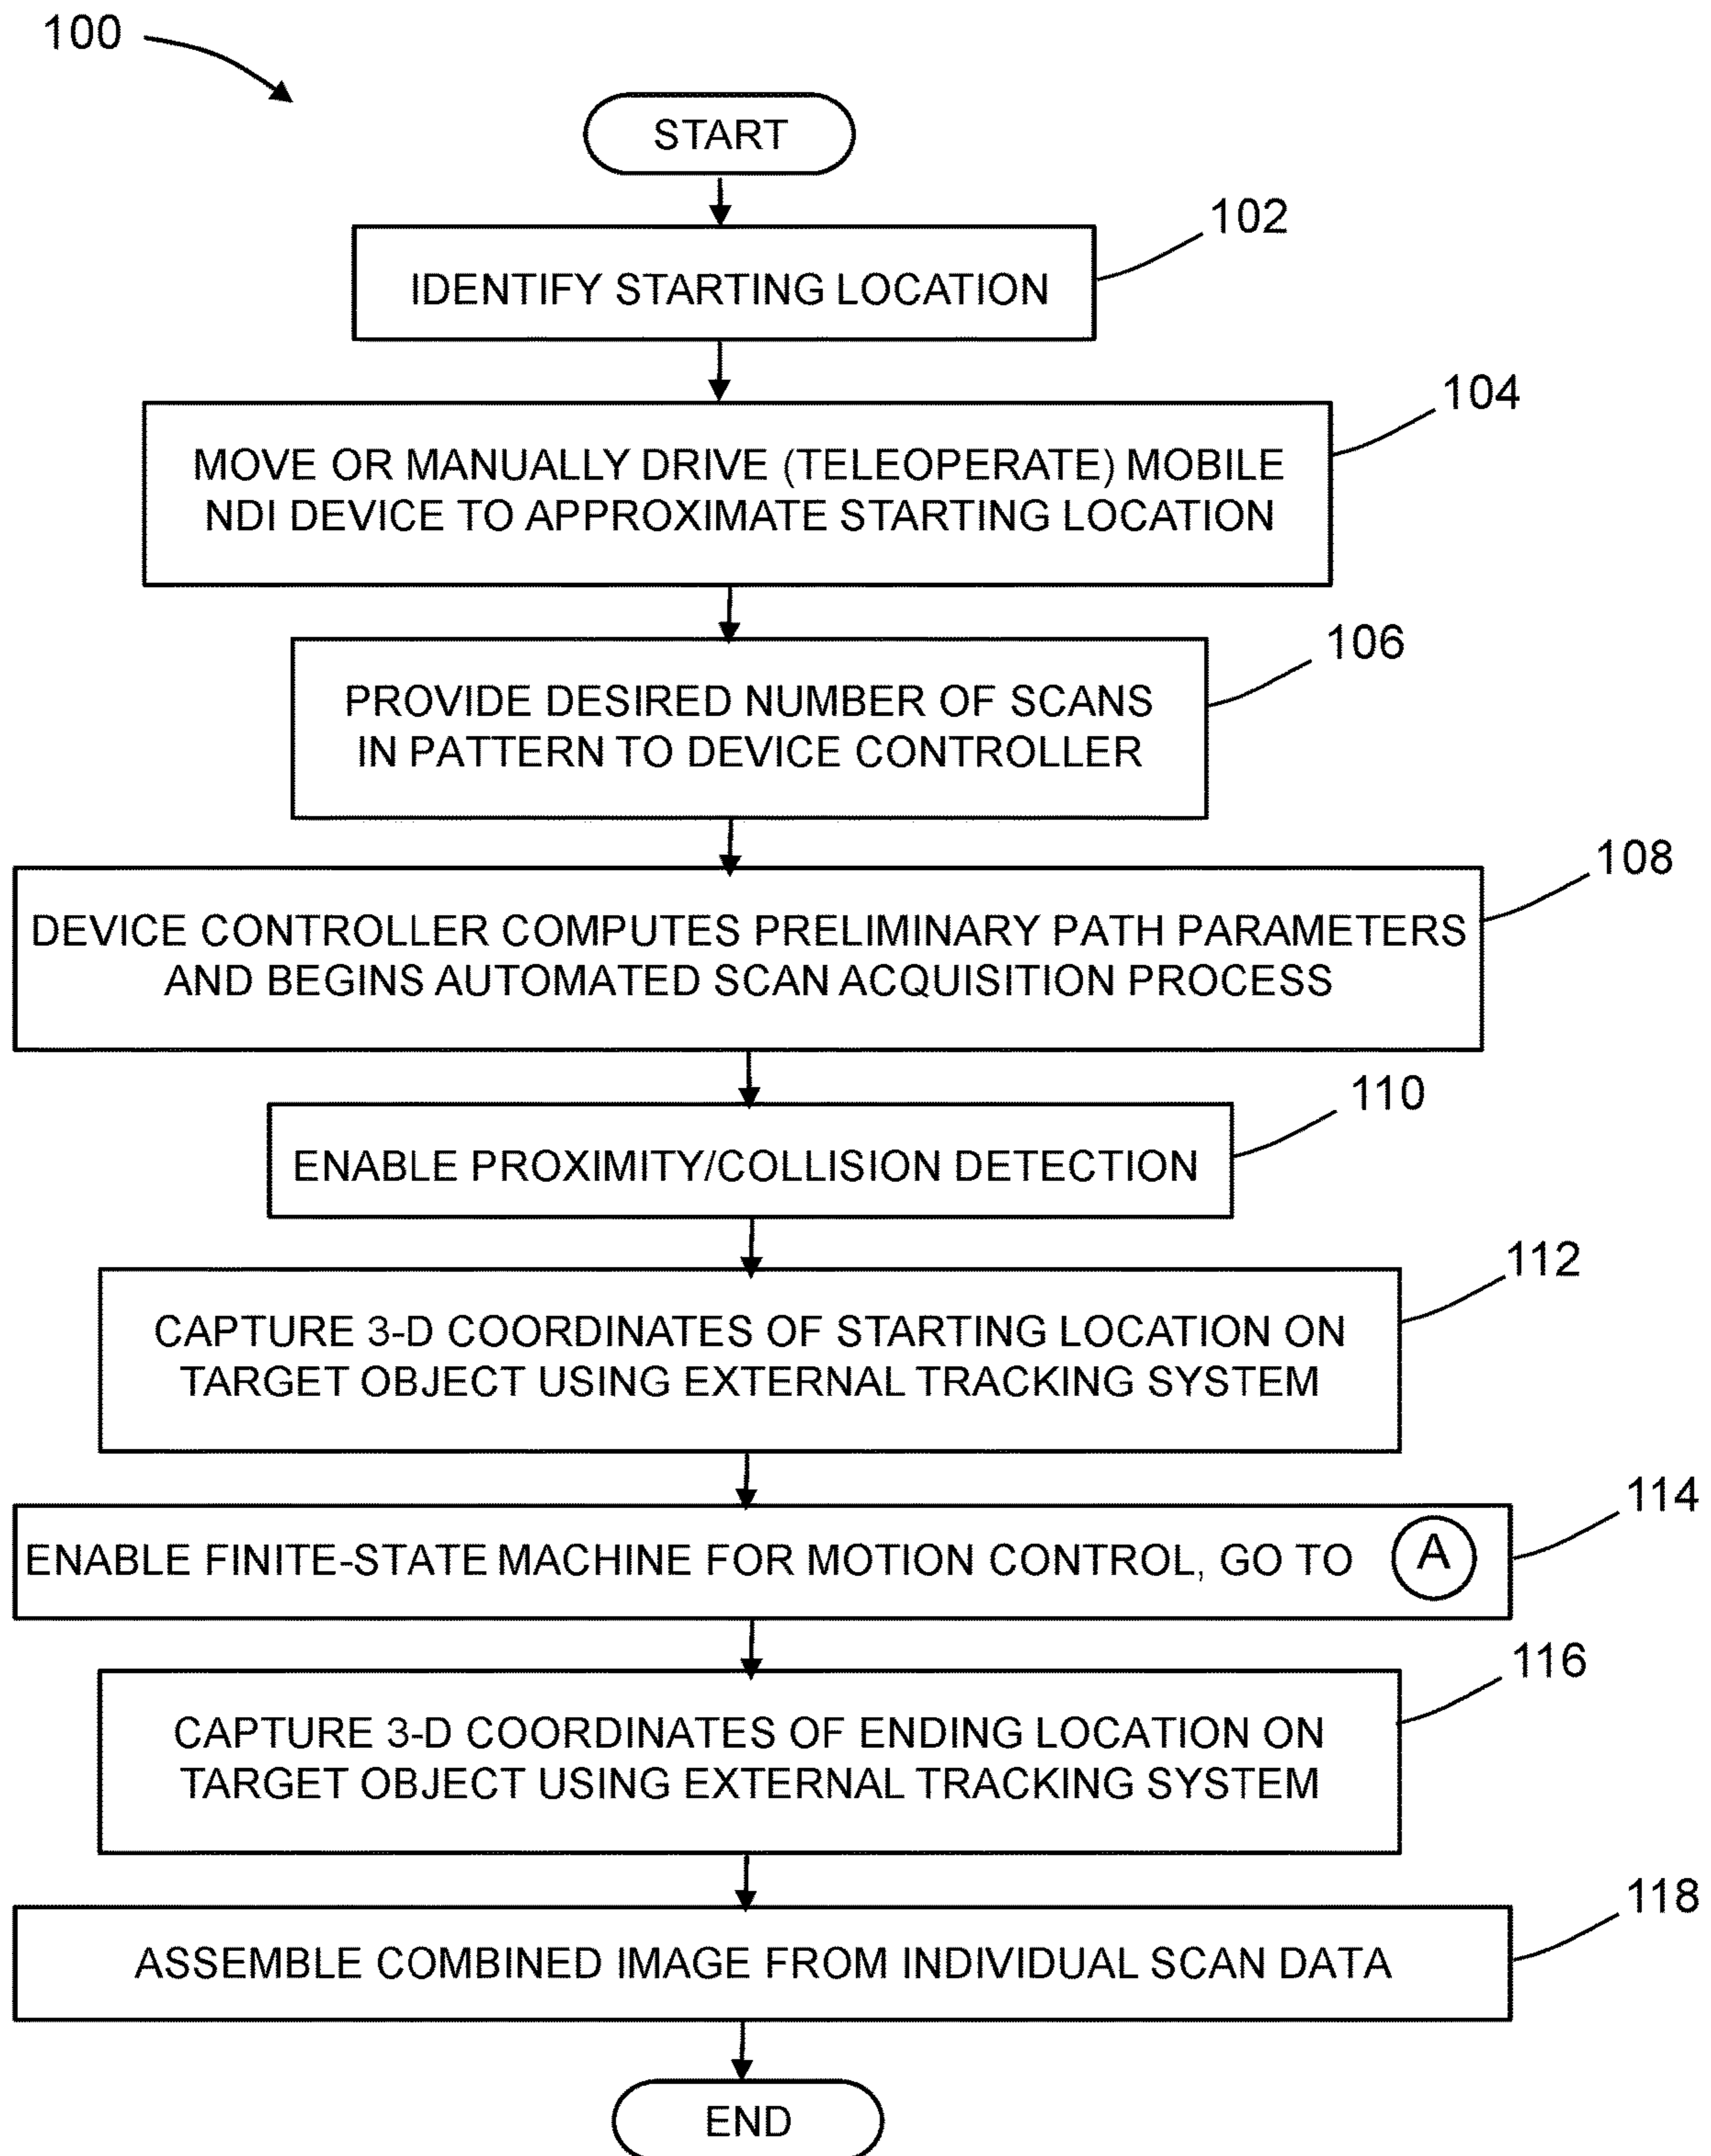 100
START
102
IDENTIFY STARTING LOCATION
104
MOVE OR MANUALLY DRIVE (TELEOPERATE) MOBILE
NDI DEVICE TO APPROXIMATE STARTING LOCATION
106
PROVIDE DESIRED NUMBER OF SCANS
IN PATTERN TO DEVICE CONTROLLER
108
DEVICE CONTROLLER COMPUTES PRELIMINARY PATH PARAMETERS
AND BEGINS AUTOMATED SCAN ACQUISITION PROCESS
110
ENABLE PROXIMITY/COLLISION DETECTION
112
CAPTURE 3-D COORDINATES OF STARTING LOCATION ON
TARGET OBJECT USING EXTERNAL TRACKING SYSTEM
114
ENABLE FINITE-STATE MACHINE FOR MOTION CONTROL, GO TO A
116
CAPTURE 3-D COORDINATES OF ENDING LOCATION ON
TARGET OBJECT USING EXTERNAL TRACKING SYSTEM
118
ASSEMBLE COMBINED IMAGE FROM INDIVIDUAL SCAN DATA
END